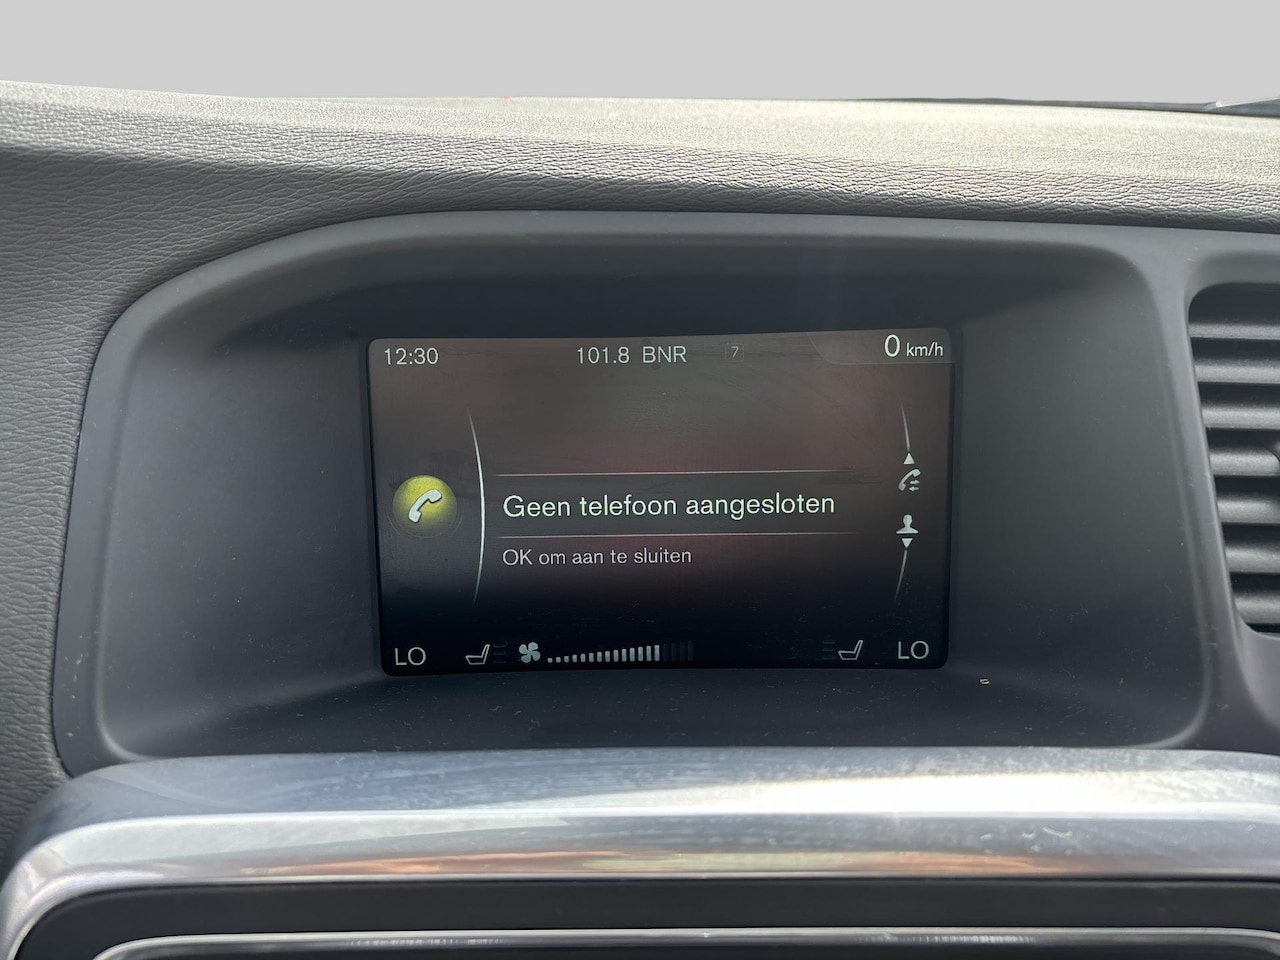 12:30 101.8 BNR 7 0 km/h
Geen telefoon aangesloten
OK om aan te sluiten
LO LO